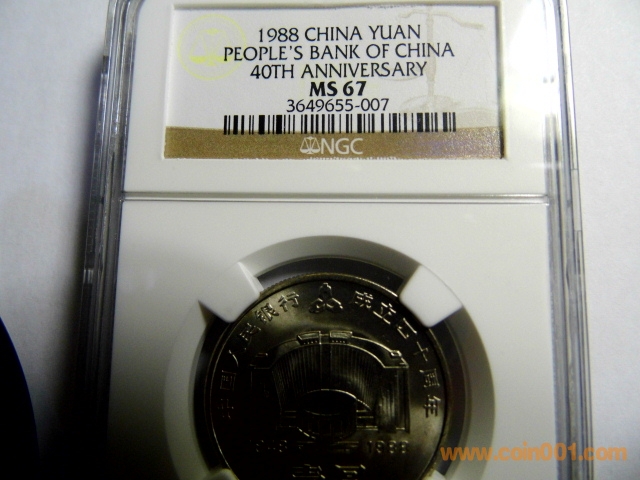 1988 CHINA YUAN
PEOPLE'S BANK OF CHINA
40TH ANNIVERSARY
MS 67
3649655-007
NGC
中国人民银行 成立四十周年
1948 1988
www.coin001.com